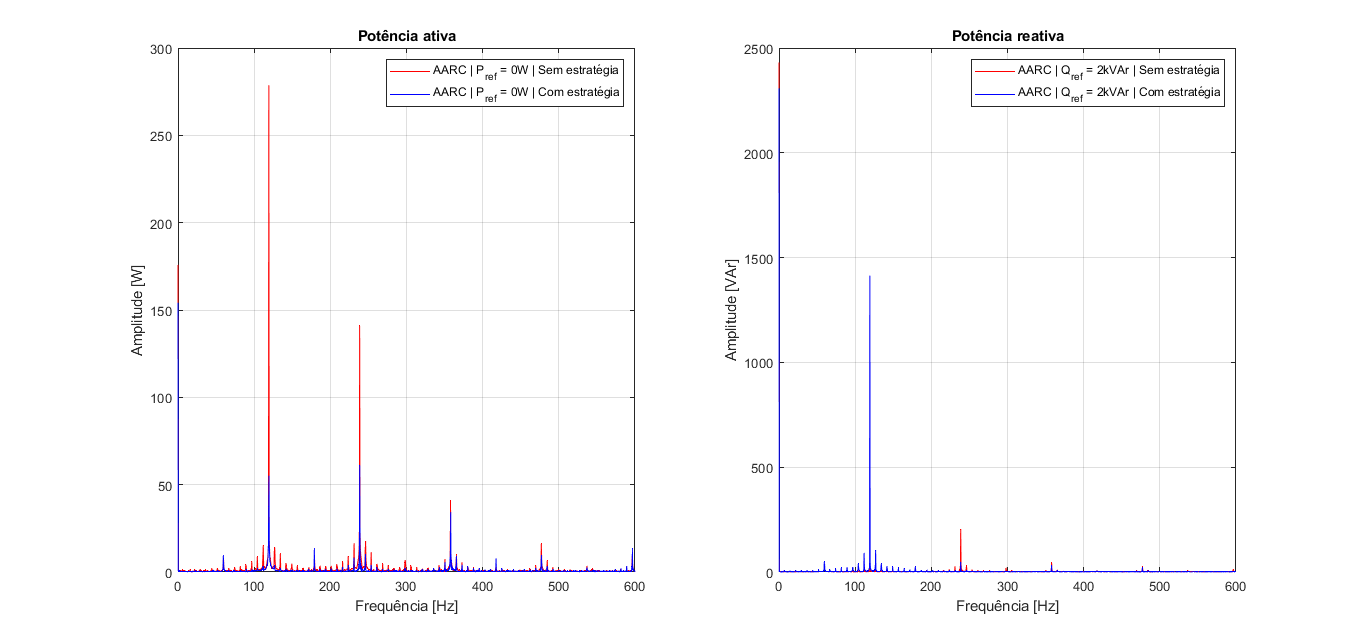 Potência ativa
AARC | P_ref = 0W | Sem estratégia
AARC | P_ref = 0W | Com estratégia
300
250
200
150
100
50
0
Amplitude [W]
0 100 200 300 400 500 600
Frequência [Hz]
Potência reativa
AARC | Q_ref = 2kVAr | Sem estratégia
AARC | Q_ref = 2kVAr | Com estratégia
2500
2000
1500
1000
500
0
Amplitude [VAr]
0 100 200 300 400 500 600
Frequência [Hz]